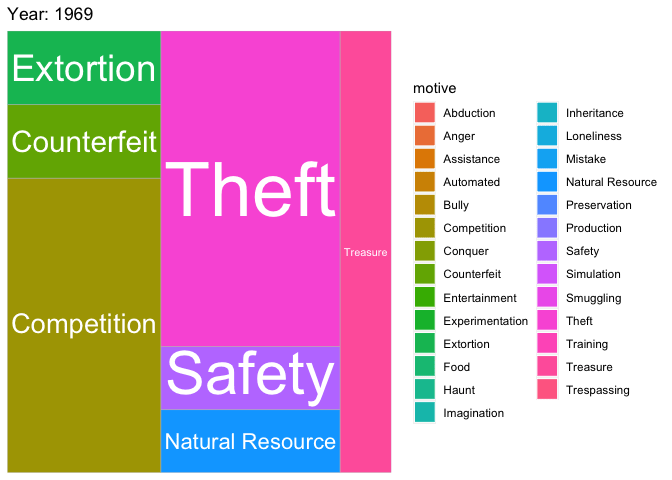 Year: 1969
Extortion
Counterfeit
Competition
Theft
Safety
Natural Resource
Treasure
motive
Abduction
Anger
Assistance
Automated
Bully
Competition
Conquer
Counterfeit
Entertainment
Experimentation
Extortion
Food
Haunt
Imagination
Inheritance
Loneliness
Mistake
Natural Resource
Preservation
Production
Safety
Simulation
Smuggling
Theft
Training
Treasure
Trespassing